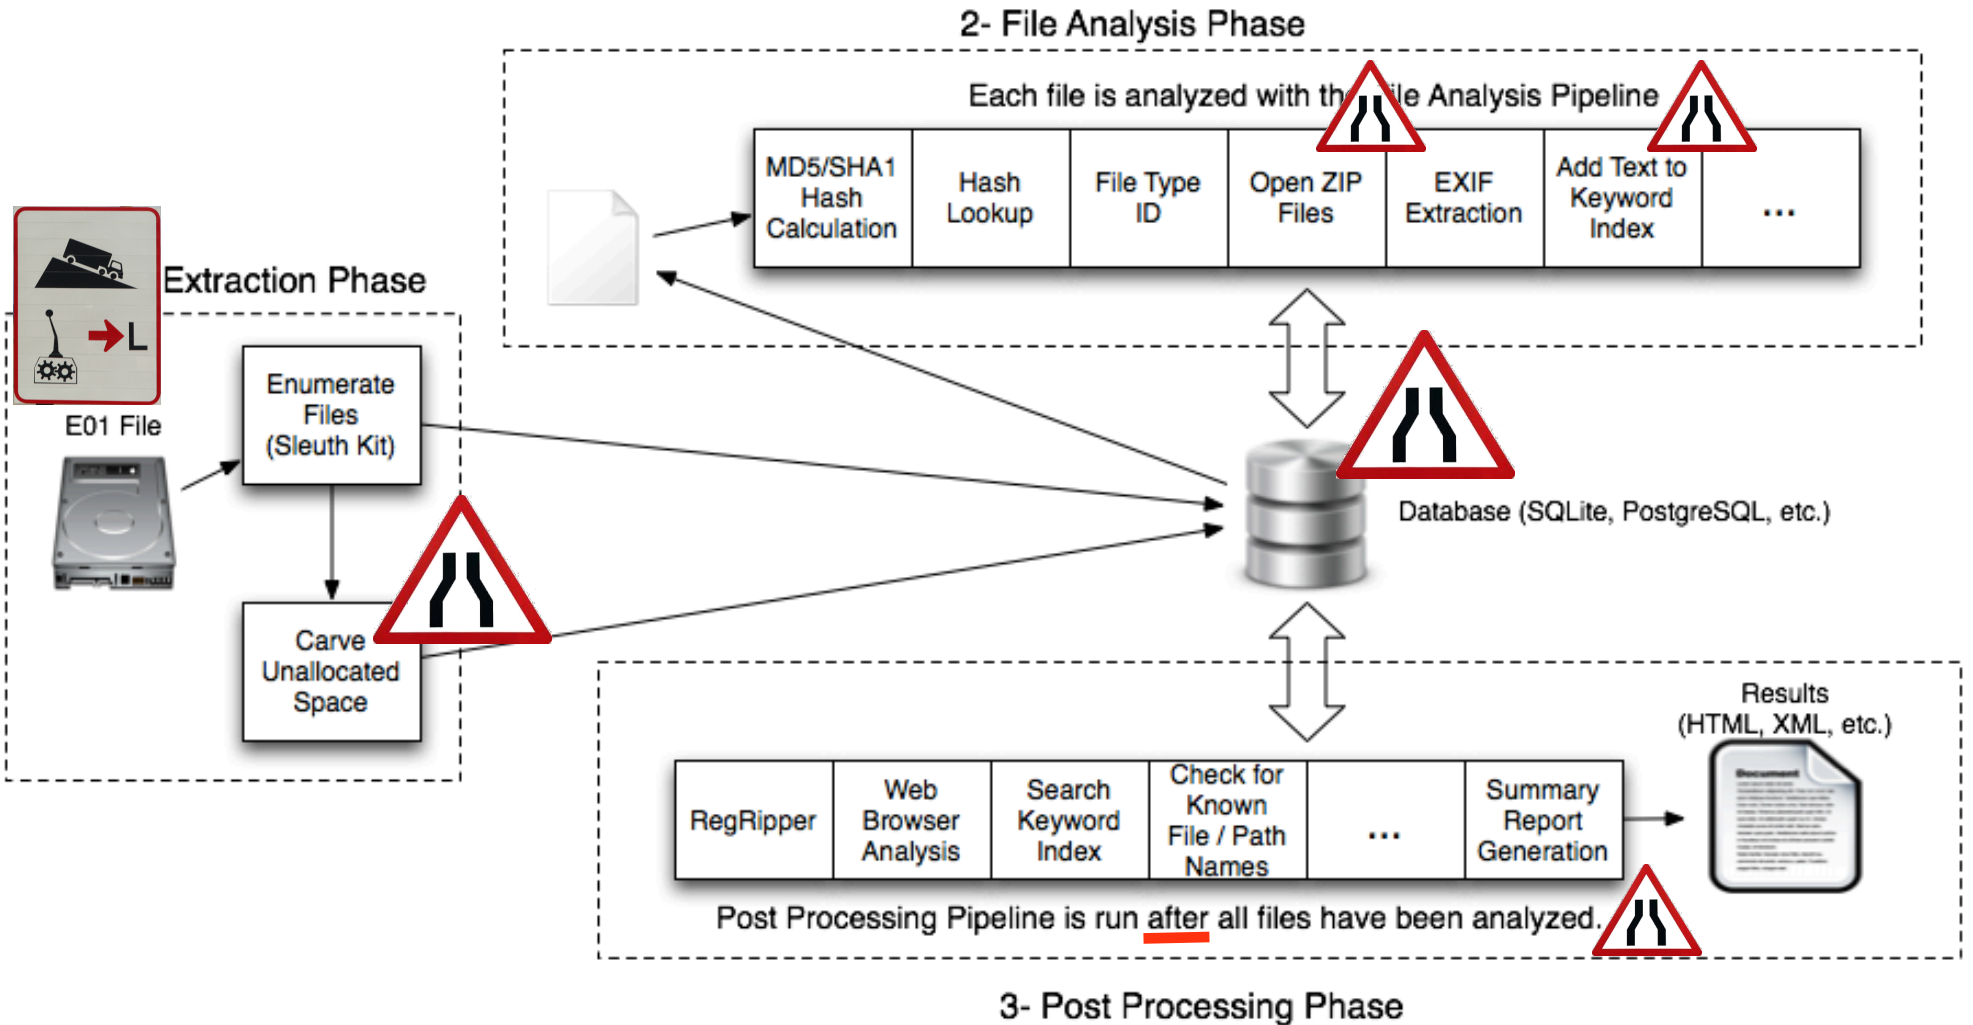 2- File Analysis Phase
Each file is analyzed with the File Analysis Pipeline
MD5/SHA1
Hash
Calculation
Hash
Lookup
File Type
ID
Open ZIP
Files
EXIF
Extraction
Add Text to
Keyword
Index
...
Extraction Phase
L
E01 File
Enumerate
Files
(Sleuth Kit)
Carve
Unallocated
Space
Database (SQLite, PostgreSQL, etc.)
Results
(HTML, XML, etc.)
Document
RegRipper
Web
Browser
Analysis
Search
Keyword
Index
Check for
Known
File / Path
Names
...
Summary
Report
Generation
Post Processing Pipeline is run after all files have been analyzed.
3- Post Processing Phase